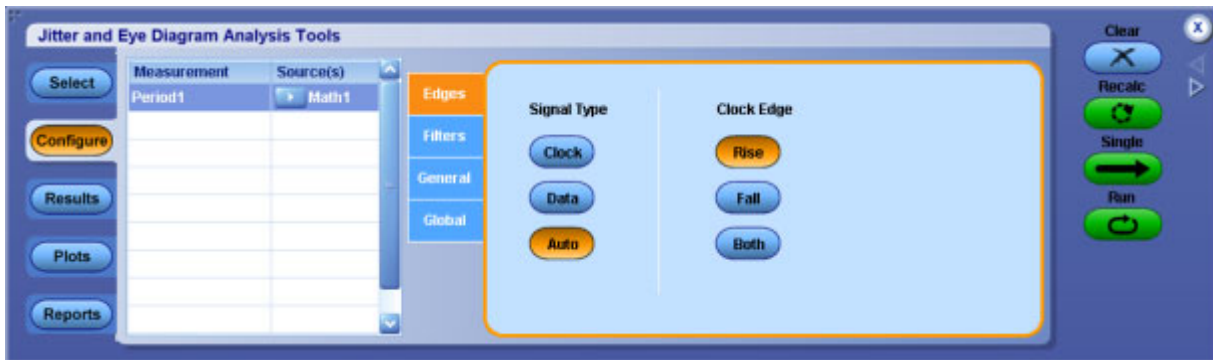 Jitter and Eye Diagram Analysis Tools
Select
Configure
Results
Plots
Reports
Measurement Source(s)
Period1 Math1
Edges
Filters
General
Global
Signal Type
Clock
Data
Auto
Clock Edge
Rise
Fall
Both
Clear
X
Recalc
Single
Run